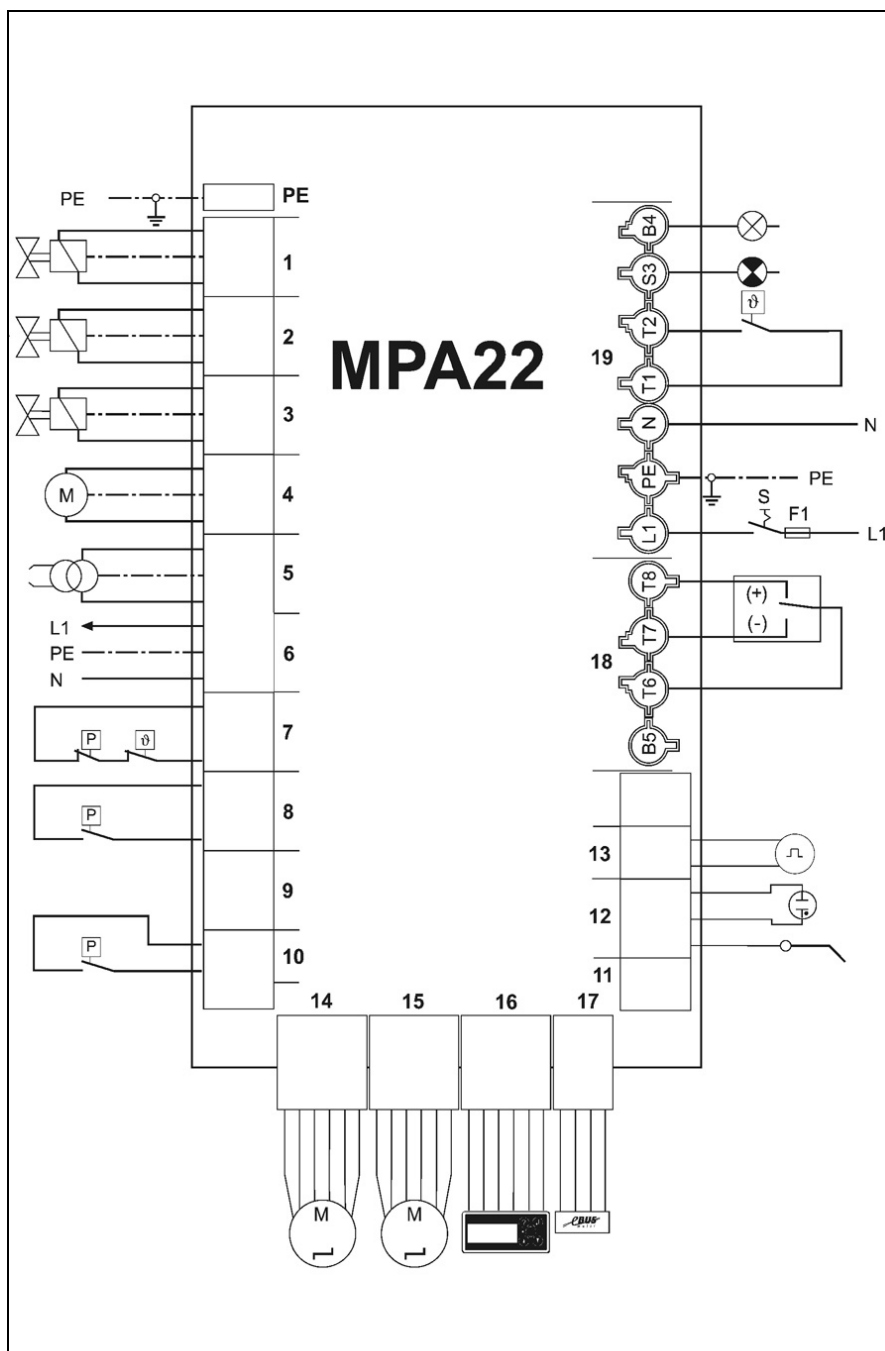 MPA22
PE
PE
1
2
3
M
4
5
L1
PE
N
6
P
ϑ
7
P
8
9
P
10
B4
S3
T2
ϑ
T1
19
N
N
PE
PE
L1
S
F1
L1
T8
(+)
(-)
T7
18
T6
B5
13
12
11
14
15
16
17
M
M
eBUS